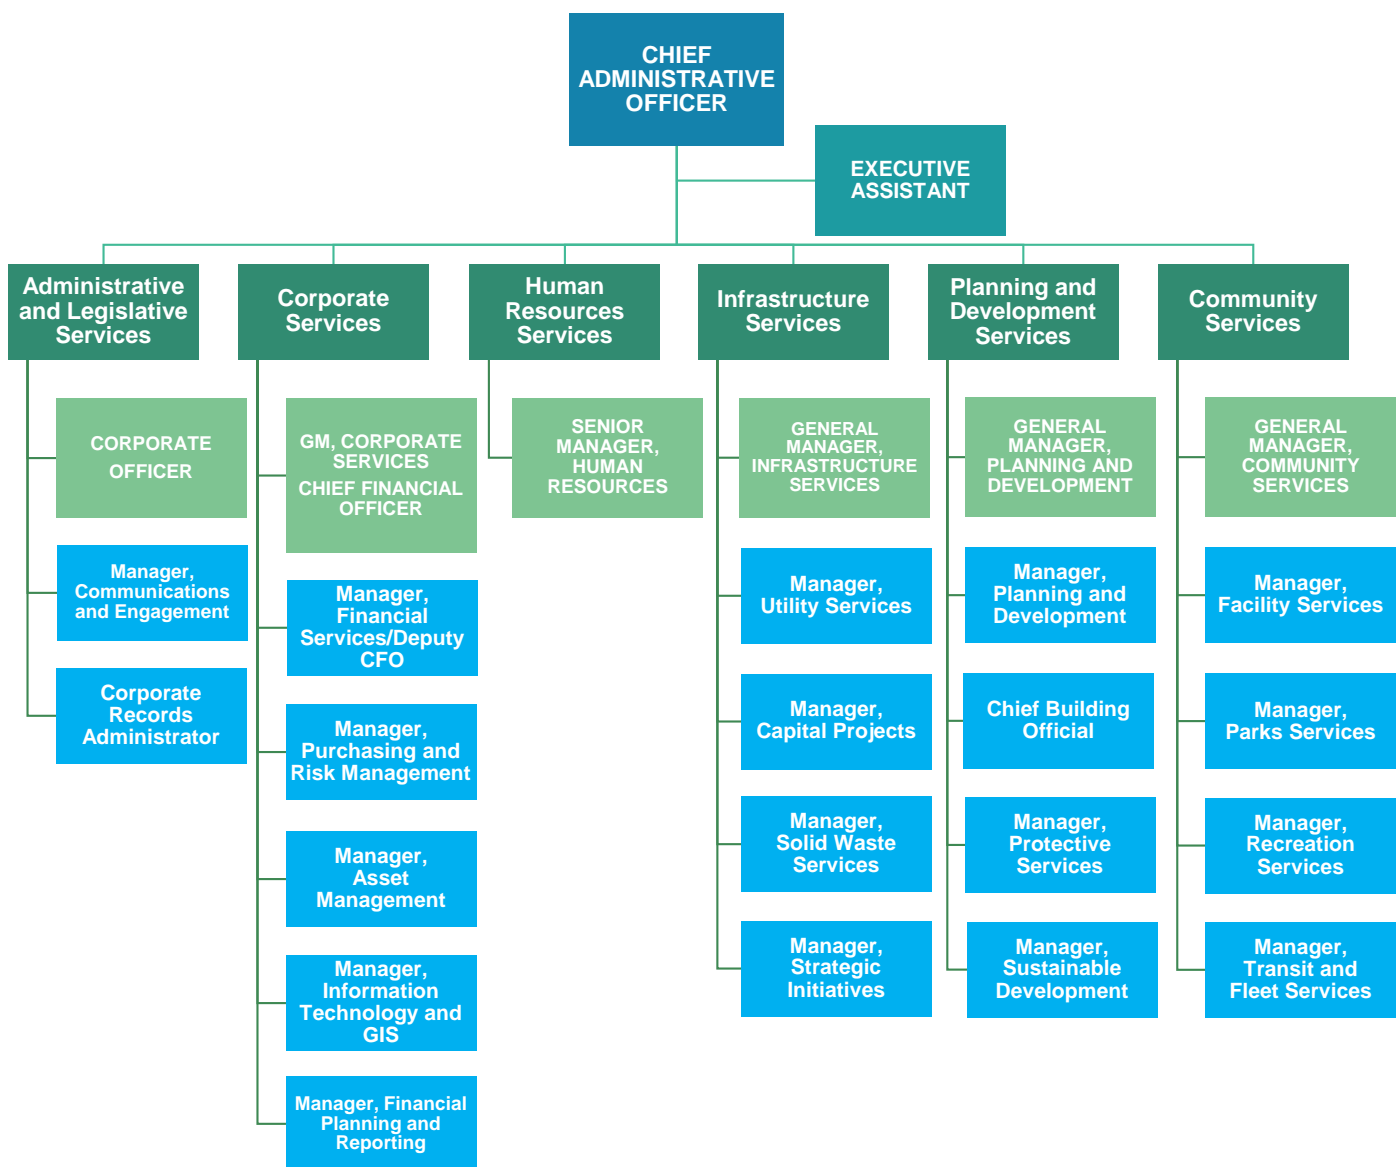 CHIEF
ADMINISTRATIVE
OFFICER
EXECUTIVE
ASSISTANT
Administrative
and Legislative
Services
Corporate
Services
Human
Resources
Services
Infrastructure
Services
Planning and
Development
Services
Community
Services
CORPORATE
OFFICER
GM, CORPORATE
SERVICES
CHIEF FINANCIAL
OFFICER
SENIOR
MANAGER,
HUMAN
RESOURCES
GENERAL
MANAGER,
INFRASTRUCTURE
SERVICES
GENERAL
MANAGER,
PLANNING AND
DEVELOPMENT
GENERAL
MANAGER,
COMMUNITY
SERVICES
Manager,
Communications
and Engagement
Manager,
Financial
Services/Deputy
CFO
Manager,
Utility Services
Manager,
Planning and
Development
Manager,
Facility Services
Corporate
Records
Administrator
Manager,
Purchasing and
Risk Management
Manager,
Capital Projects
Chief Building
Official
Manager,
Parks Services
Manager,
Asset
Management
Manager,
Solid Waste
Services
Manager,
Protective
Services
Manager,
Recreation
Services
Manager,
Information
Technology and
GIS
Manager,
Strategic
Initiatives
Manager,
Sustainable
Development
Manager,
Transit and
Fleet Services
Manager, Financial
Planning and
Reporting